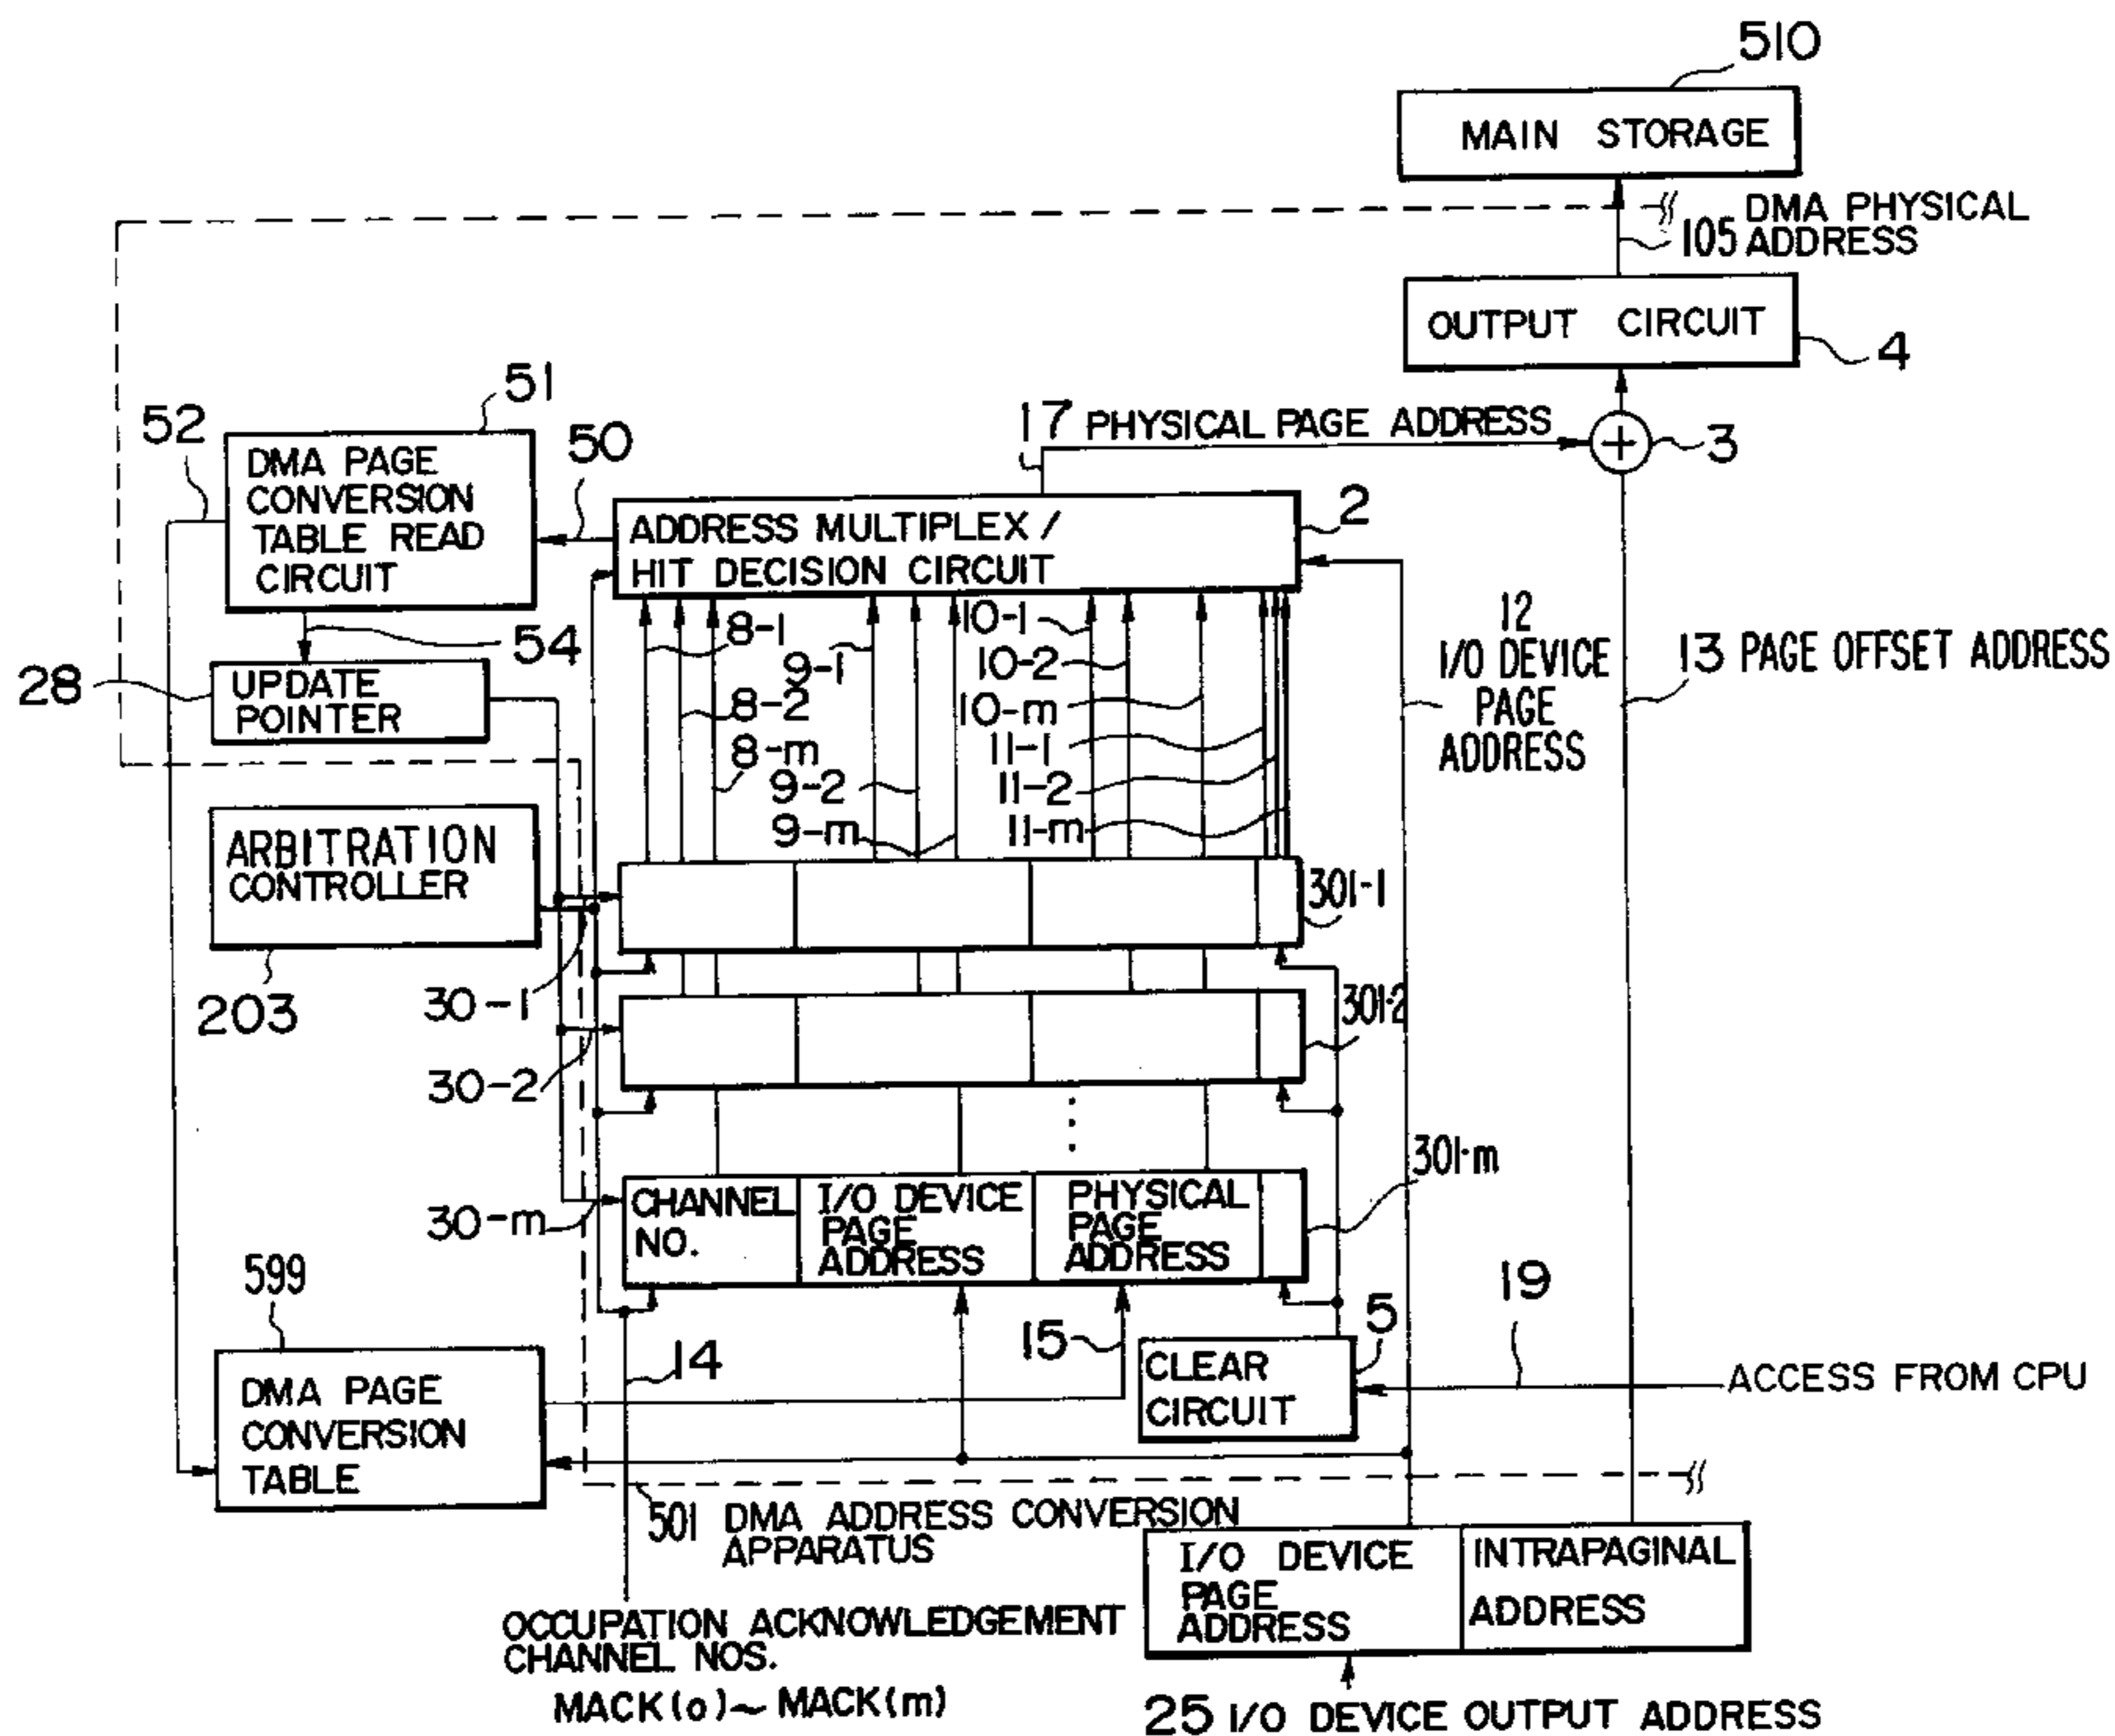 510
MAIN STORAGE
105 DMA PHYSICAL
ADDRESS
OUTPUT CIRCUIT
4
51
52
DMA PAGE
CONVERSION
TABLE READ
CIRCUIT
50
17 PHYSICAL PAGE ADDRESS
3
+
ADDRESS MULTIPLEX /
HIT DECISION CIRCUIT
2
54
28
UPDATE
POINTER
8-1
8-2
8-m
9-1
9-2
9-m
10-1
10-2
10-m
11-1
11-2
11-m
12
I/O DEVICE
PAGE
ADDRESS
13 PAGE OFFSET ADDRESS
ARBITRATION
CONTROLLER
203
301-1
30-1
301-2
30-2
301-m
30-m
CHANNEL
NO.
I/O DEVICE
PAGE
ADDRESS
PHYSICAL
PAGE
ADDRESS
599
DMA PAGE
CONVERSION
TABLE
14
15
CLEAR
CIRCUIT
5
19
ACCESS FROM CPU
501 DMA ADDRESS CONVERSION
APPARATUS
I/O DEVICE
PAGE
ADDRESS
INTRAPAGINAL
ADDRESS
OCCUPATION ACKNOWLEDGEMENT
CHANNEL NOS.
MACK(o)~MACK(m)
25 I/O DEVICE OUTPUT ADDRESS